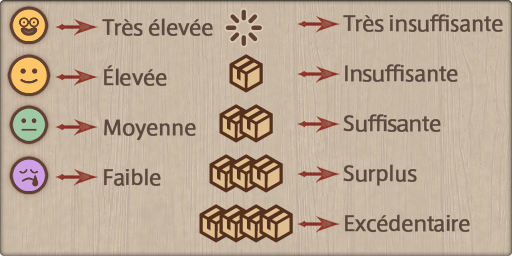 Très élevée
Très insuffisante
Élevée
Insuffisante
Moyenne
Suffisante
Faible
Surplus
Excédentaire